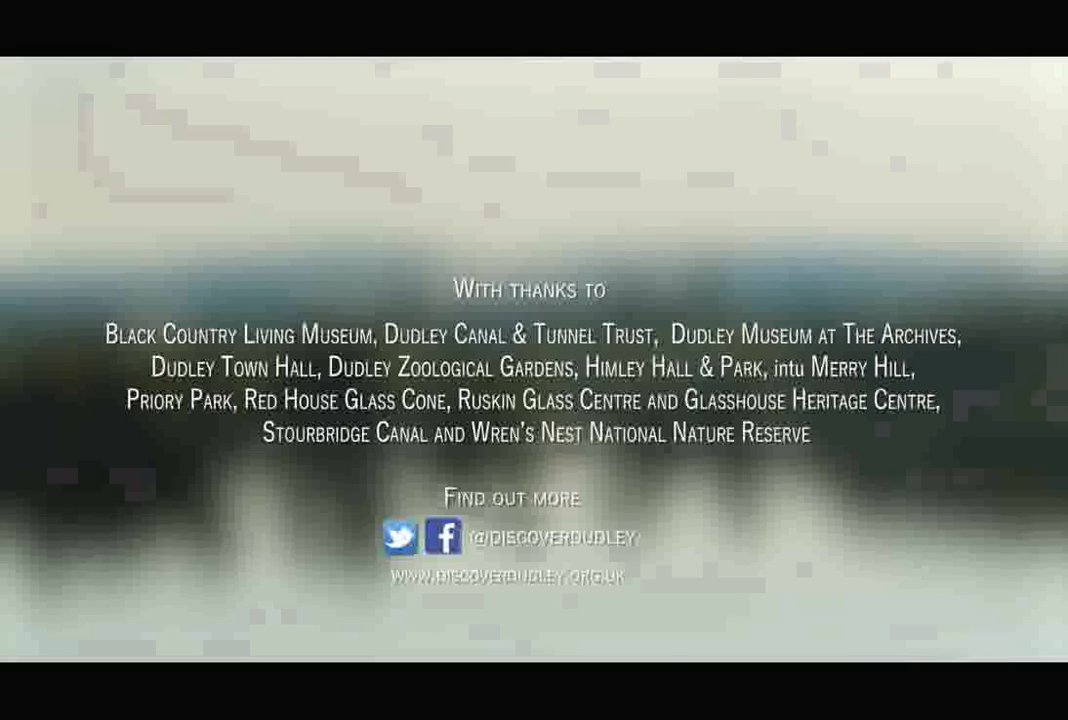 With thanks to
Black Country Living Museum, Dudley Canal & Tunnel Trust, Dudley Museum at The Archives,
Dudley Town Hall, Dudley Zoological Gardens, Himley Hall & Park, intu Merry Hill,
Priory Park, Red House Glass Cone, Ruskin Glass Centre and Glasshouse Heritage Centre,
Stourbridge Canal and Wren's Nest National Nature Reserve
Find out more
@discoverdudley
www.discoverdudley.org.uk